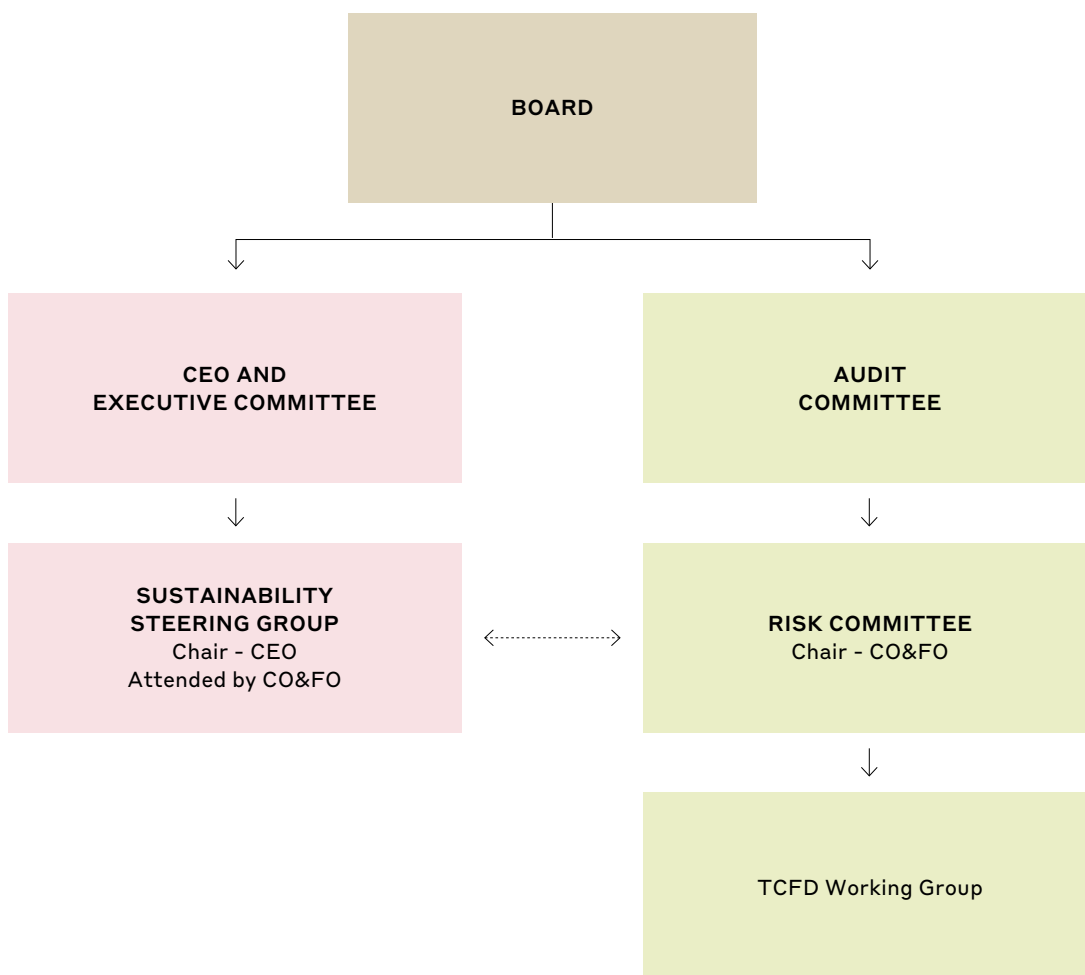 BOARD
CEO AND
EXECUTIVE COMMITTEE
AUDIT
COMMITTEE
SUSTAINABILITY
STEERING GROUP
Chair - CEO
Attended by CO&FO
RISK COMMITTEE
Chair - CO&FO
TCFD Working Group